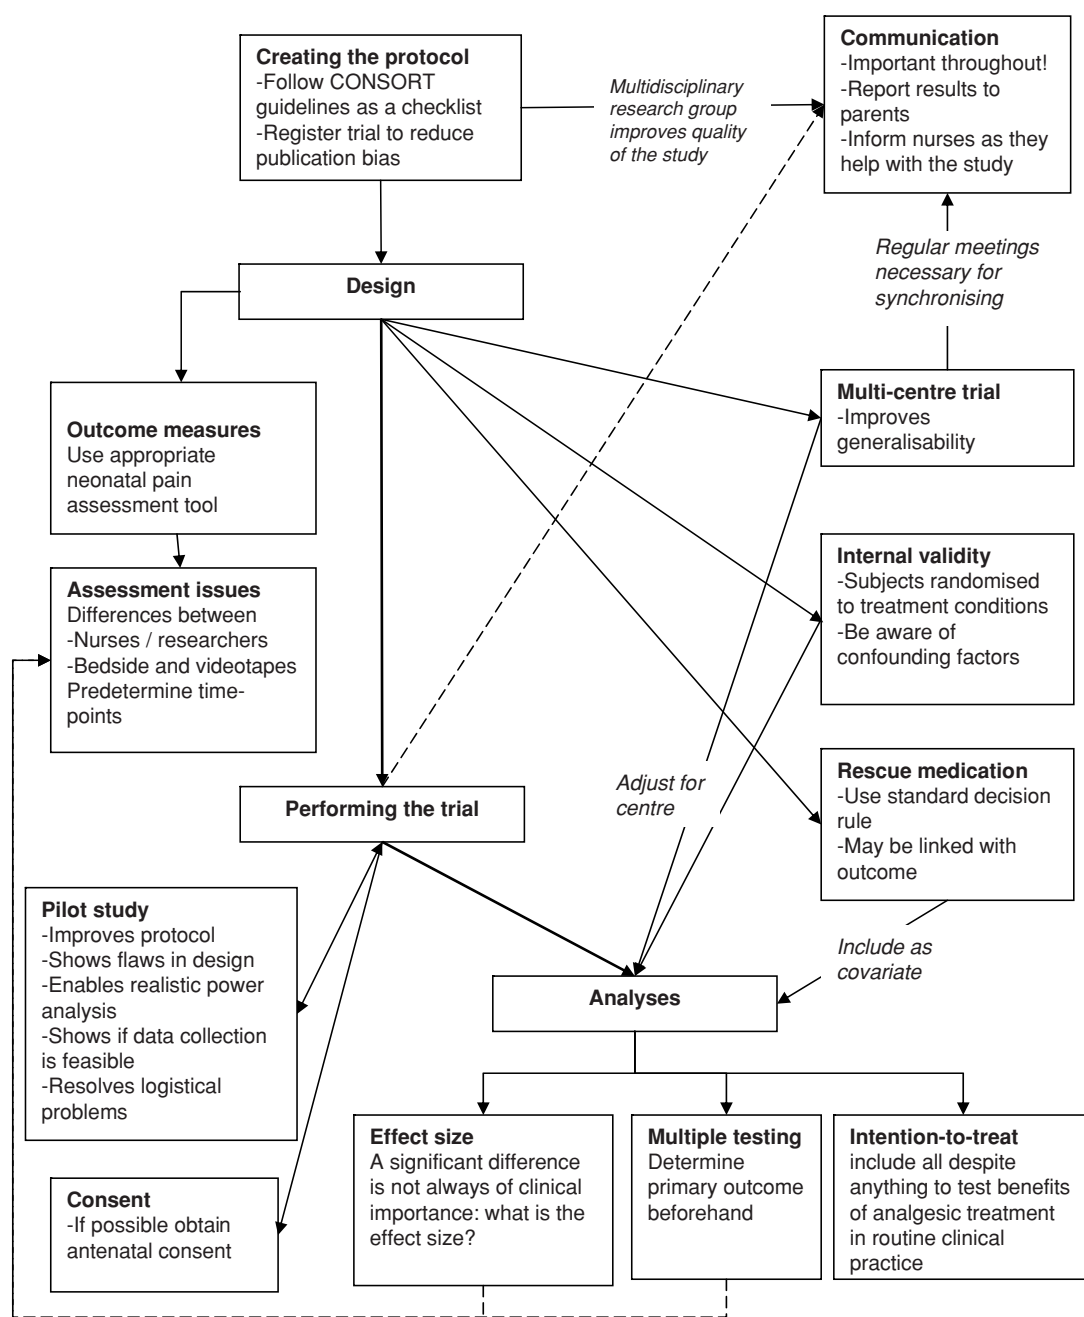 Creating the protocol
-Follow CONSORT
guidelines as a checklist
-Register trial to reduce
publication bias
Multidisciplinary
research group
improves quality
of the study
Communication
-Important throughout!
-Report results to
parents
-Inform nurses as they
help with the study
Regular meetings
necessary for
synchronising
Design
Outcome measures
Use appropriate
neonatal pain
assessment tool
Multi-centre trial
-Improves
generalisability
Assessment issues
Differences between
-Nurses / researchers
-Bedside and videotapes
Predetermine time-
points
Internal validity
-Subjects randomised
to treatment conditions
-Be aware of
confounding factors
Performing the trial
Adjust for
centre
Rescue medication
-Use standard decision
rule
-May be linked with
outcome
Include as
covariate
Pilot study
-Improves protocol
-Shows flaws in design
-Enables realistic power
analysis
-Shows if data collection
is feasible
-Resolves logistical
problems
Analyses
Consent
-If possible obtain
antenatal consent
Effect size
A significant difference
is not always of clinical
importance: what is the
effect size?
Multiple testing
Determine
primary outcome
beforehand
Intention-to-treat
include all despite
anything to test benefits
of analgesic treatment
in routine clinical
practice